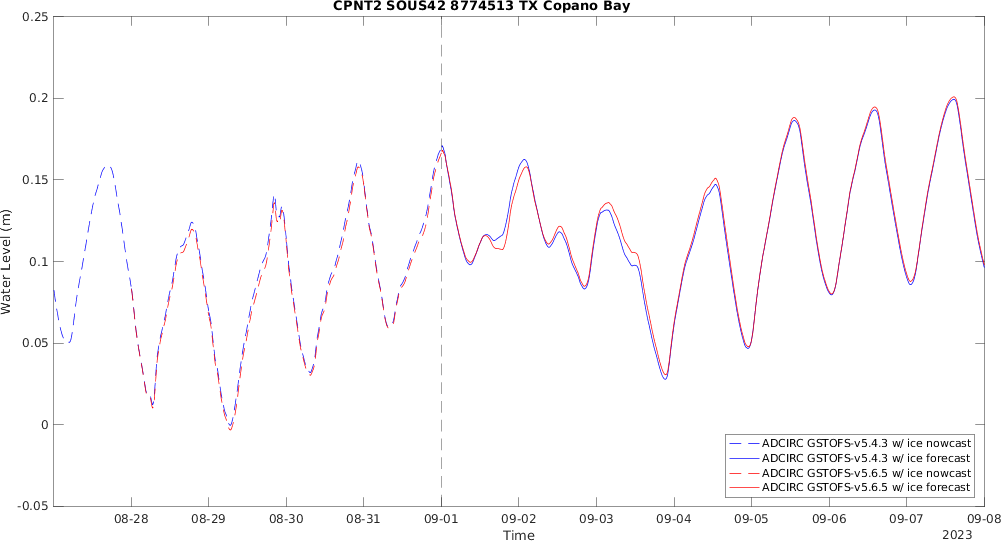 CPNT2 SOUS42 8774513 TX Copano Bay
0.25
0.2
0.15
0.1
0.05
0
-0.05
Water Level (m)
08-28 08-29 08-30 08-31 09-01 09-02 09-03 09-04 09-05 09-06 09-07 09-08
Time
2023
ADCIRC GSTOFS-v5.4.3 w/ ice nowcast
ADCIRC GSTOFS-v5.4.3 w/ ice forecast
ADCIRC GSTOFS-v5.6.5 w/ ice nowcast
ADCIRC GSTOFS-v5.6.5 w/ ice forecast